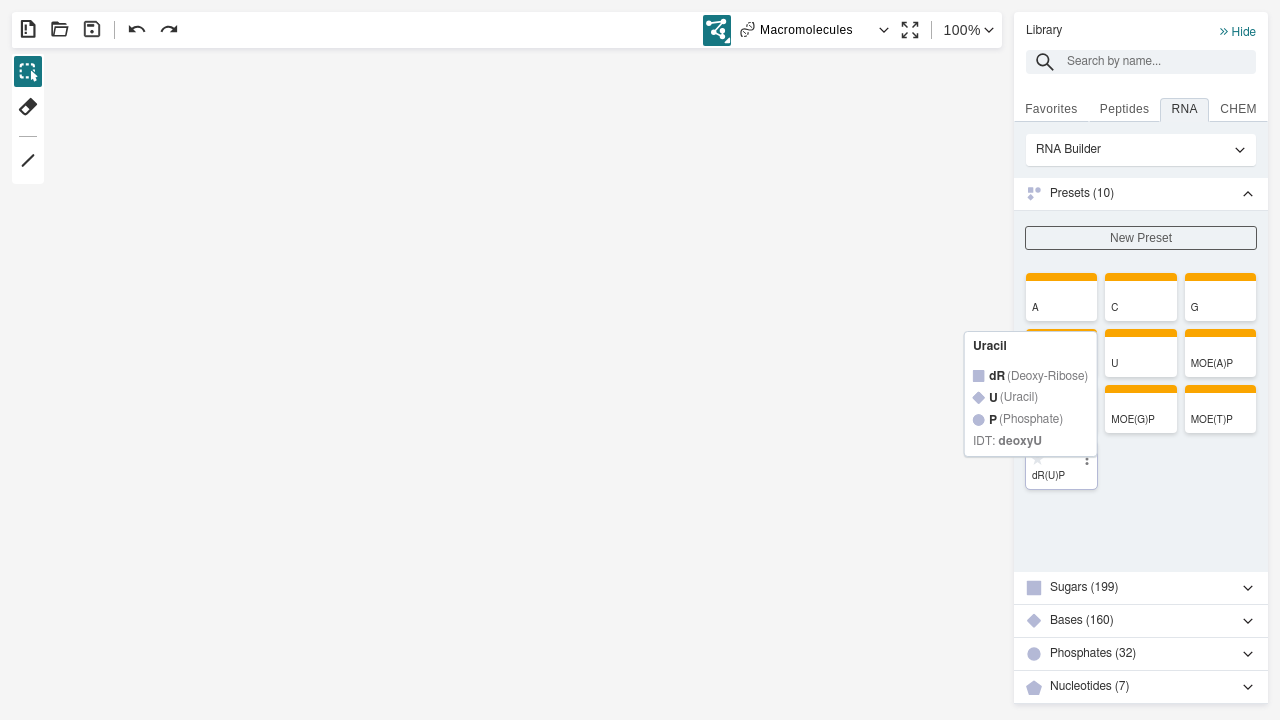 Macromolecules
100%
Library
Hide
Search by name...
Favorites
Peptides
RNA
CHEM
RNA Builder
Presets (10)
New Preset
A
C
G
U
MOE(A)P
MOE(G)P
MOE(T)P
dR(U)P
Uracil
dR (Deoxy-Ribose)
U (Uracil)
P (Phosphate)
IDT: deoxyU
Sugars (199)
Bases (160)
Phosphates (32)
Nucleotides (7)